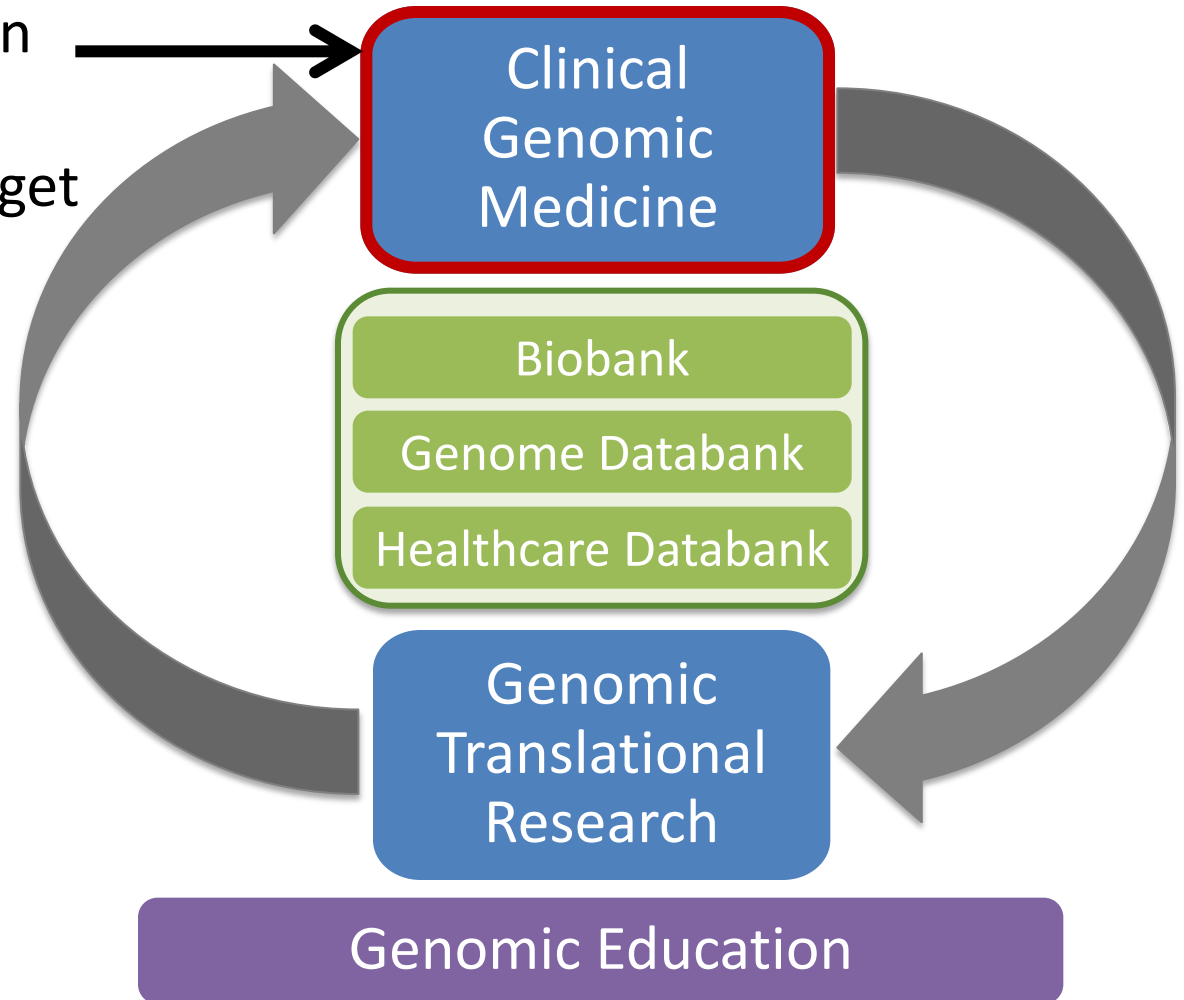 n
get
Clinical
Genomic
Medicine
Biobank
Genome Databank
Healthcare Databank
Genomic
Translational
Research
Genomic Education